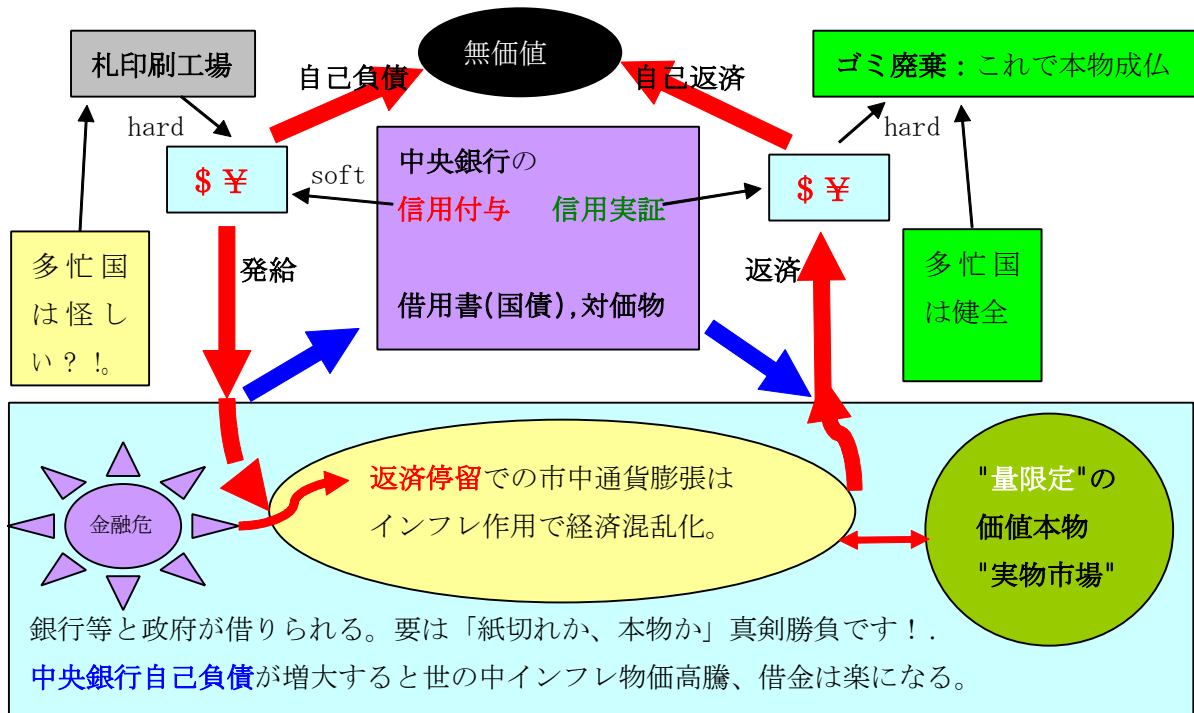 無価値
札印刷工場
ゴミ廃棄：これで本物成仏
自己負債
自己返済
hard
hard
中央銀行の
信用付与　信用実証
借用書(国債),対価物
soft
＄￥
＄￥
多忙国
は怪し
い？！。
発給
返済
多忙国
は健全
返済停留での市中通貨膨張は
インフレ作用で経済混乱化。
金融危
"量限定"の
価値本物
"実物市場"
銀行等と政府が借りられる。要は「紙切れか、本物か」真剣勝負です！.
中央銀行自己負債が増大すると世の中インフレ物価高騰、借金は楽になる。